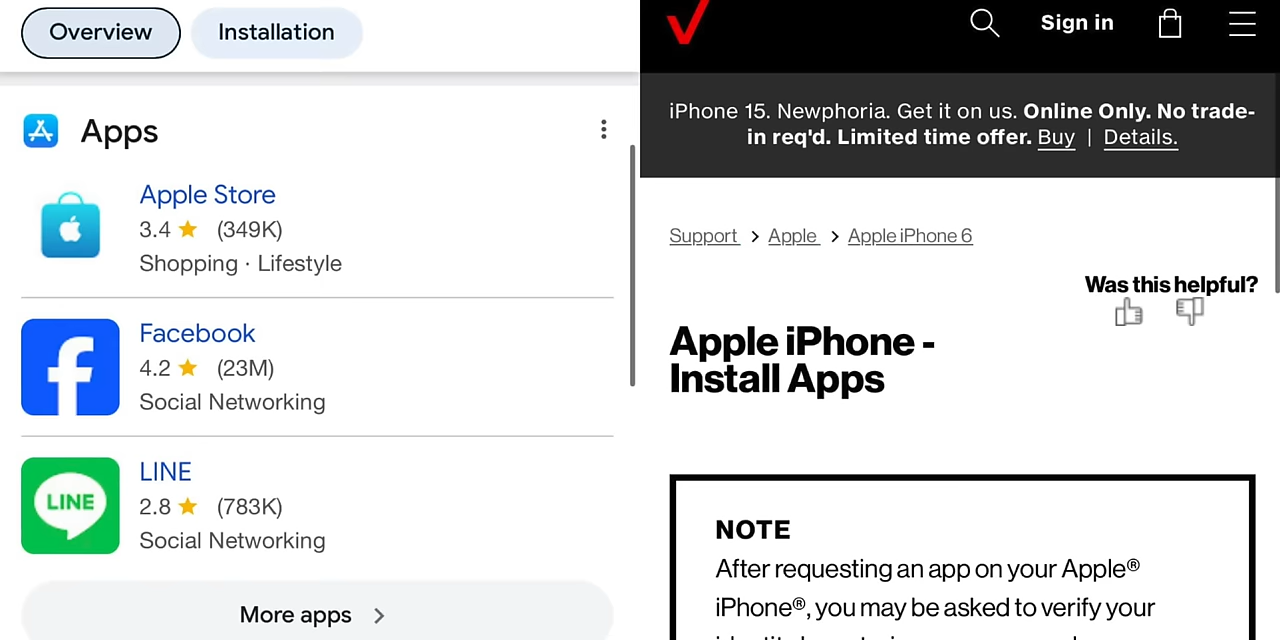 Overview
Installation
Apps
Apple Store
3.4 ★ (349K)
Shopping · Lifestyle
Facebook
4.2 ★ (23M)
Social Networking
LINE
LINE
2.8 ★ (783K)
Social Networking
More apps
Sign in
iPhone 15. Newphoria. Get it on us. Online Only. No trade-
in req'd. Limited time offer. Buy | Details.
Support > Apple > Apple iPhone 6
Was this helpful?
Apple iPhone -
Install Apps
NOTE
After requesting an app on your Apple®
iPhone®, you may be asked to verify your